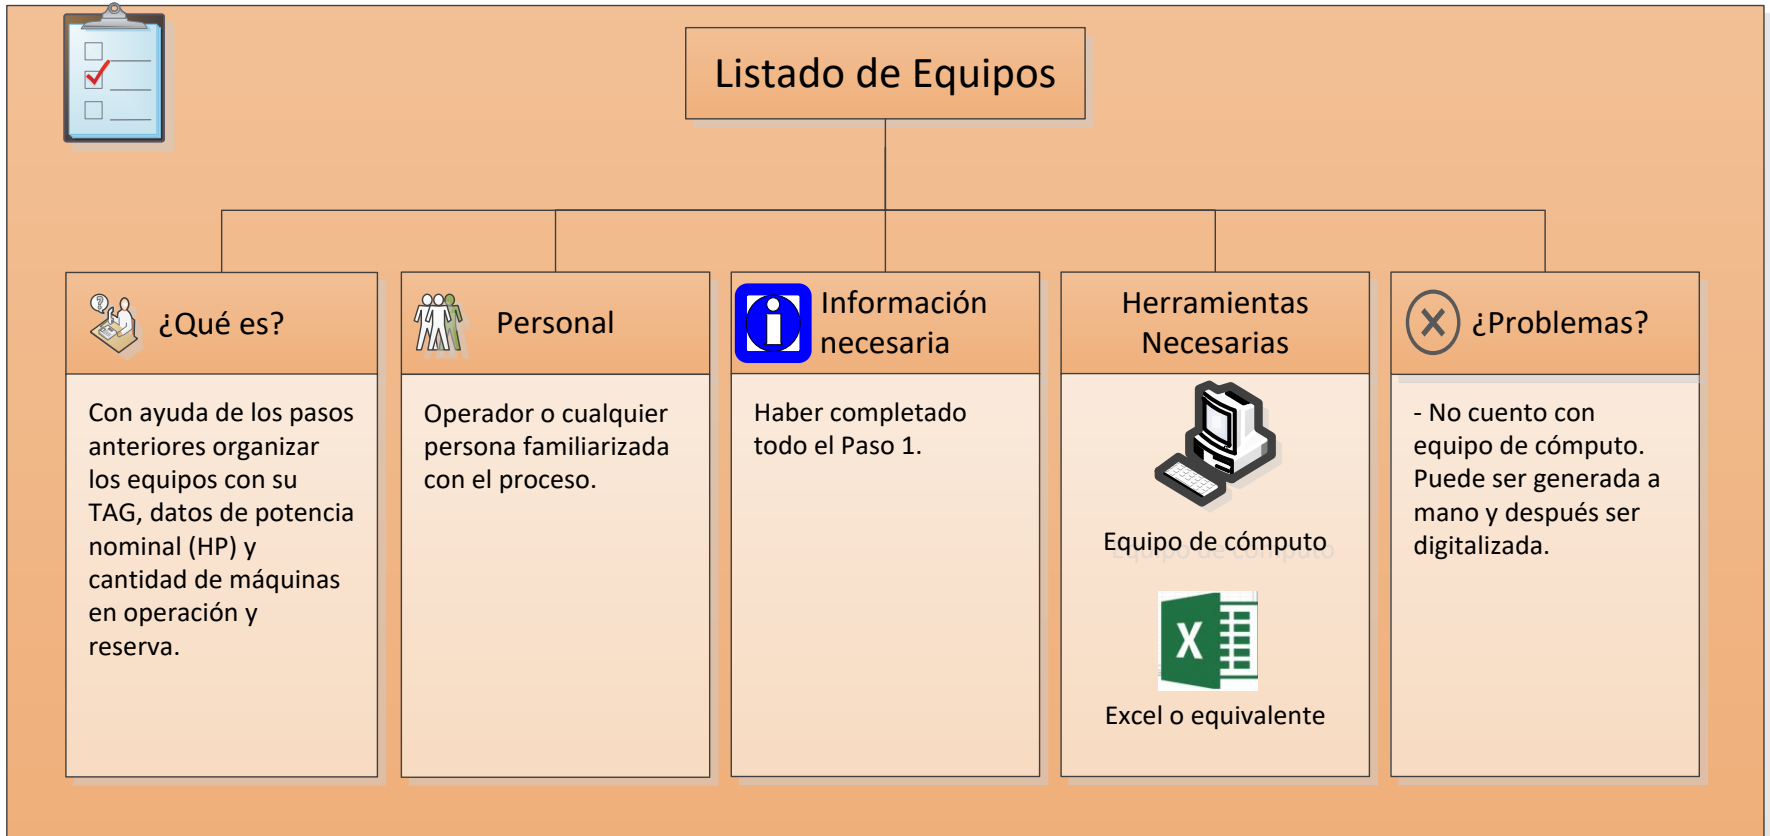 Listado de Equipos
¿Qué es?
Con ayuda de los pasos
anteriores organizar
los equipos con su
TAG, datos de potencia
nominal (HP) y
cantidad de máquinas
en operación y
reserva.
Personal
Operador o cualquier
persona familiarizada
con el proceso.
Información
necesaria
Haber completado
todo el Paso 1.
Herramientas
Necesarias
Equipo de cómputo
X
Excel o equivalente
¿Problemas?
- No cuento con
equipo de cómputo.
Puede ser generada a
mano y después ser
digitalizada.